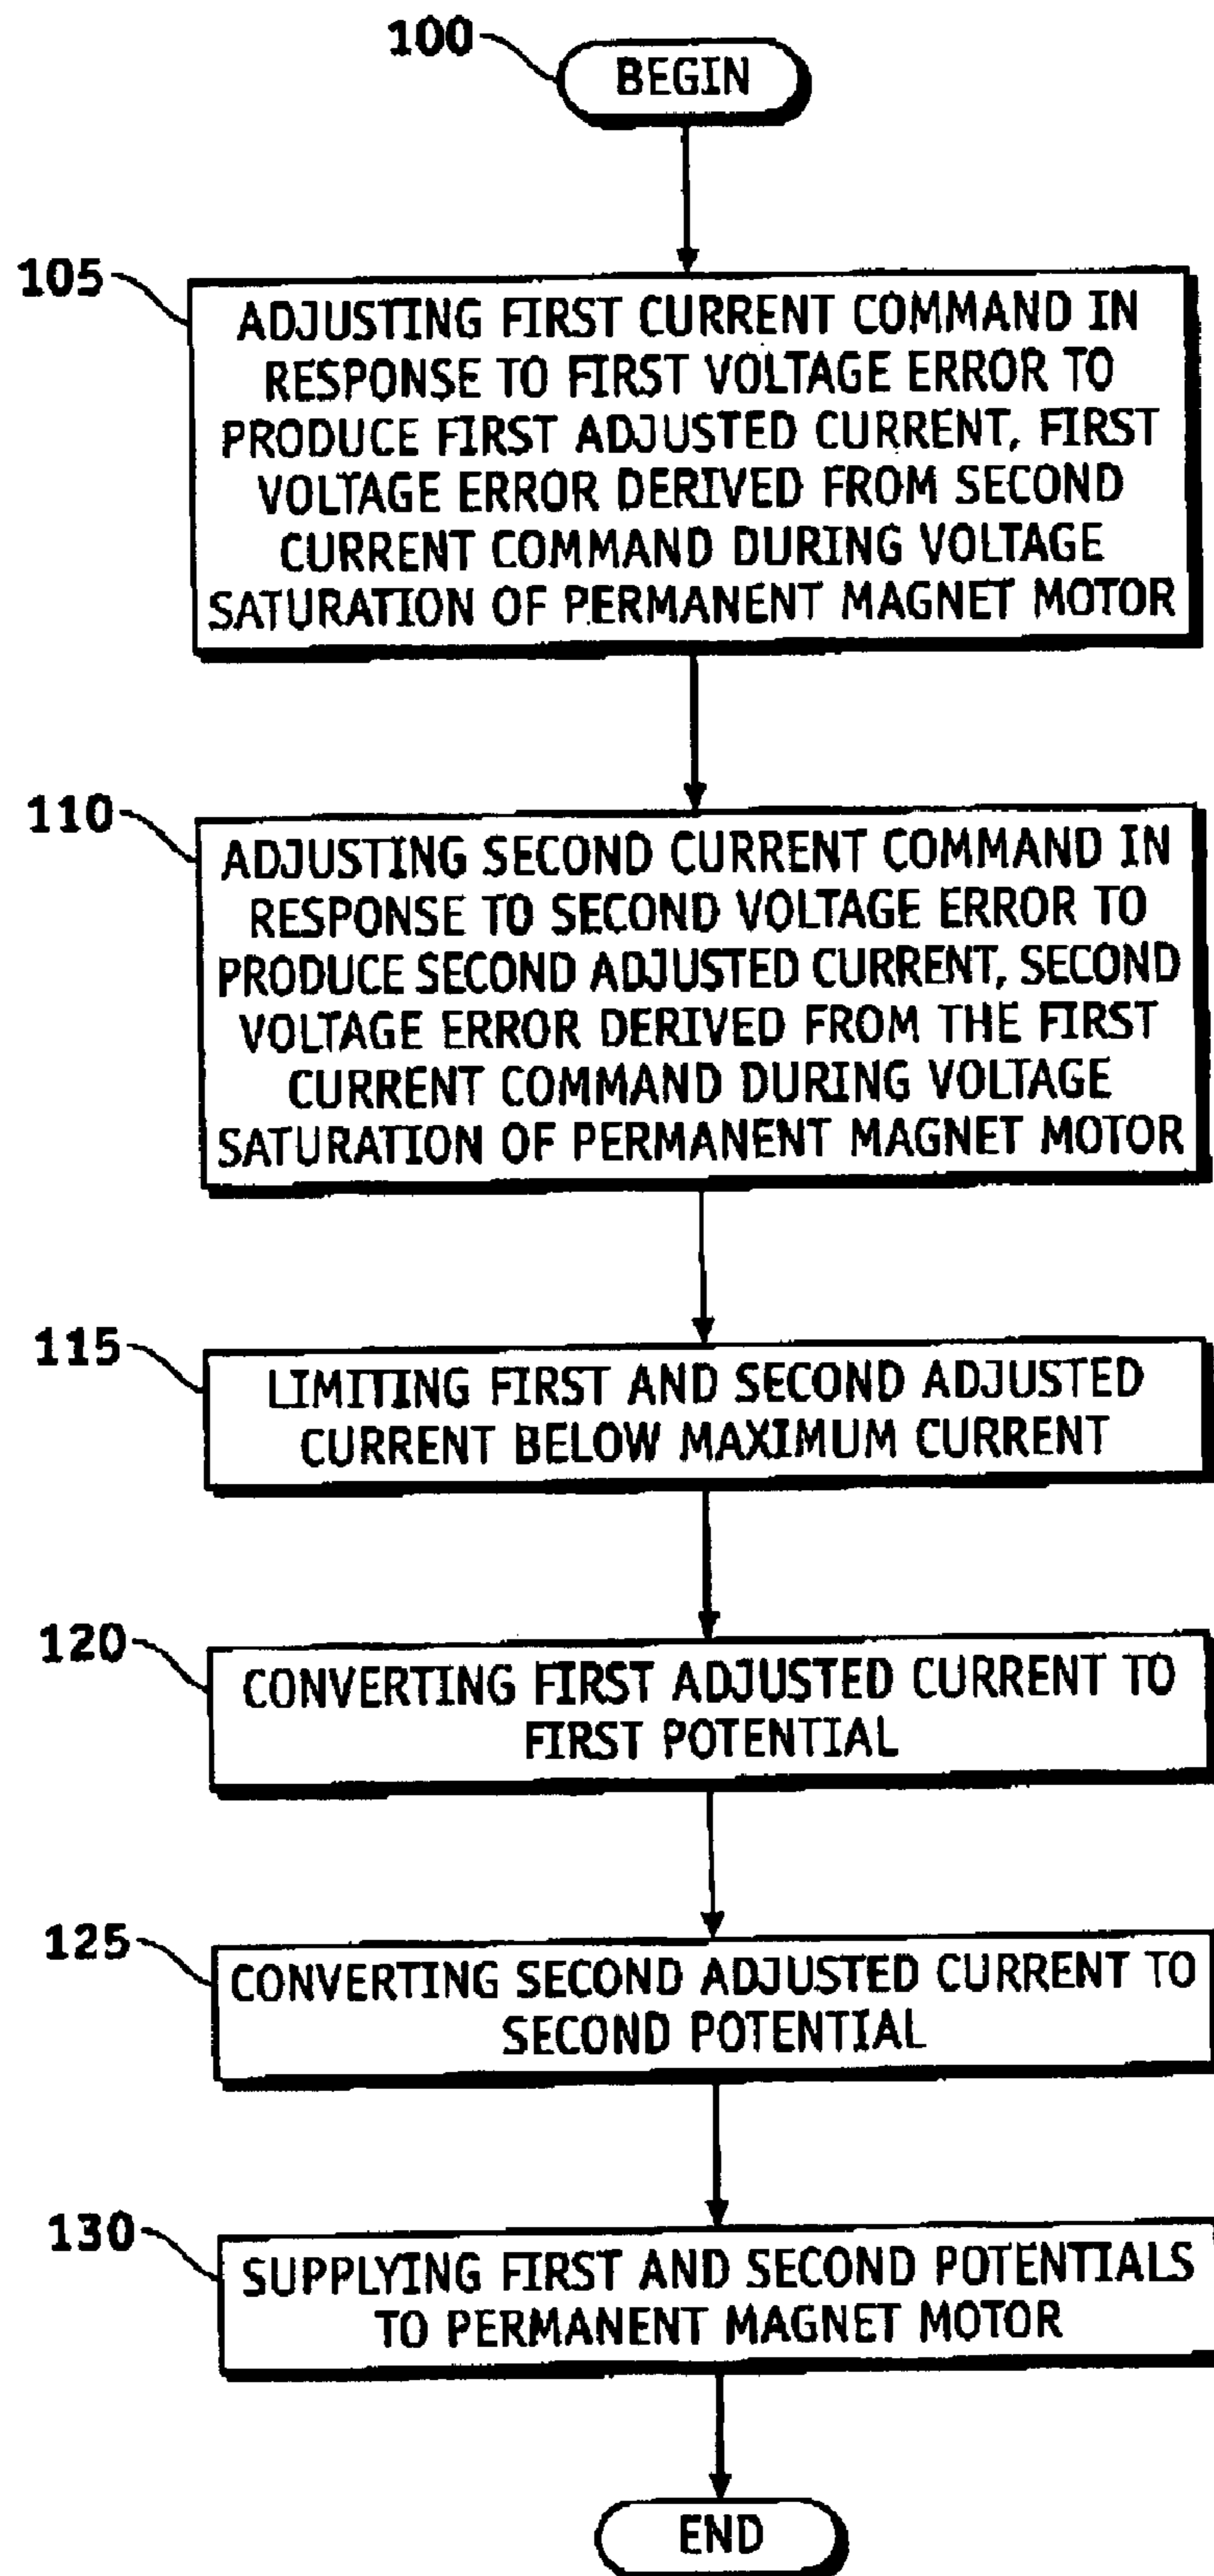 100
BEGIN
105
ADJUSTING FIRST CURRENT COMMAND IN
RESPONSE TO FIRST VOLTAGE ERROR TO
PRODUCE FIRST ADJUSTED CURRENT, FIRST
VOLTAGE ERROR DERIVED FROM SECOND
CURRENT COMMAND DURING VOLTAGE
SATURATION OF PERMANENT MAGNET MOTOR
110
ADJUSTING SECOND CURRENT COMMAND IN
RESPONSE TO SECOND VOLTAGE ERROR TO
PRODUCE SECOND ADJUSTED CURRENT, SECOND
VOLTAGE ERROR DERIVED FROM THE FIRST
CURRENT COMMAND DURING VOLTAGE
SATURATION OF PERMANENT MAGNET MOTOR
115
LIMITING FIRST AND SECOND ADJUSTED
CURRENT BELOW MAXIMUM CURRENT
120
CONVERTING FIRST ADJUSTED CURRENT TO
FIRST POTENTIAL
125
CONVERTING SECOND ADJUSTED CURRENT TO
SECOND POTENTIAL
130
SUPPLYING FIRST AND SECOND POTENTIALS
TO PERMANENT MAGNET MOTOR
END